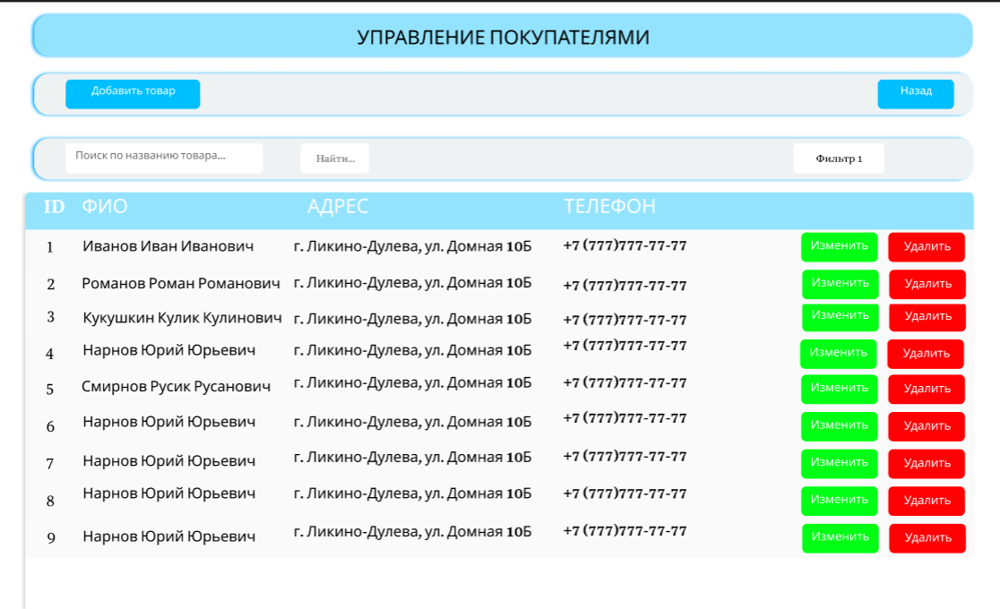 УПРАВЛЕНИЕ ПОКУПАТЕЛЯМИ
Добавить товар Назад
Поиск по названию товара... Найти... Фильтр 1
ID ФИО АДРЕС ТЕЛЕФОН
1 Иванов Иван Иванович г. Ликино-Дулева, ул. Домная 10Б +7 (777)777-77-77 Изменить Удалить
2 Романов Роман Романович г. Ликино-Дулева, ул. Домная 10Б +7 (777)777-77-77 Изменить Удалить
3 Кукушкин Кулик Кулинович г. Ликино-Дулева, ул. Домная 10Б +7 (777)777-77-77 Изменить Удалить
4 Нарнов Юрий Юрьевич г. Ликино-Дулева, ул. Домная 10Б +7 (777)777-77-77 Изменить Удалить
5 Смирнов Русик Русанович г. Ликино-Дулева, ул. Домная 10Б +7 (777)777-77-77 Изменить Удалить
6 Нарнов Юрий Юрьевич г. Ликино-Дулева, ул. Домная 10Б +7 (777)777-77-77 Изменить Удалить
7 Нарнов Юрий Юрьевич г. Ликино-Дулева, ул. Домная 10Б +7 (777)777-77-77 Изменить Удалить
8 Нарнов Юрий Юрьевич г. Ликино-Дулева, ул. Домная 10Б +7 (777)777-77-77 Изменить Удалить
9 Нарнов Юрий Юрьевич г. Ликино-Дулева, ул. Домная 10Б +7 (777)777-77-77 Изменить Удалить